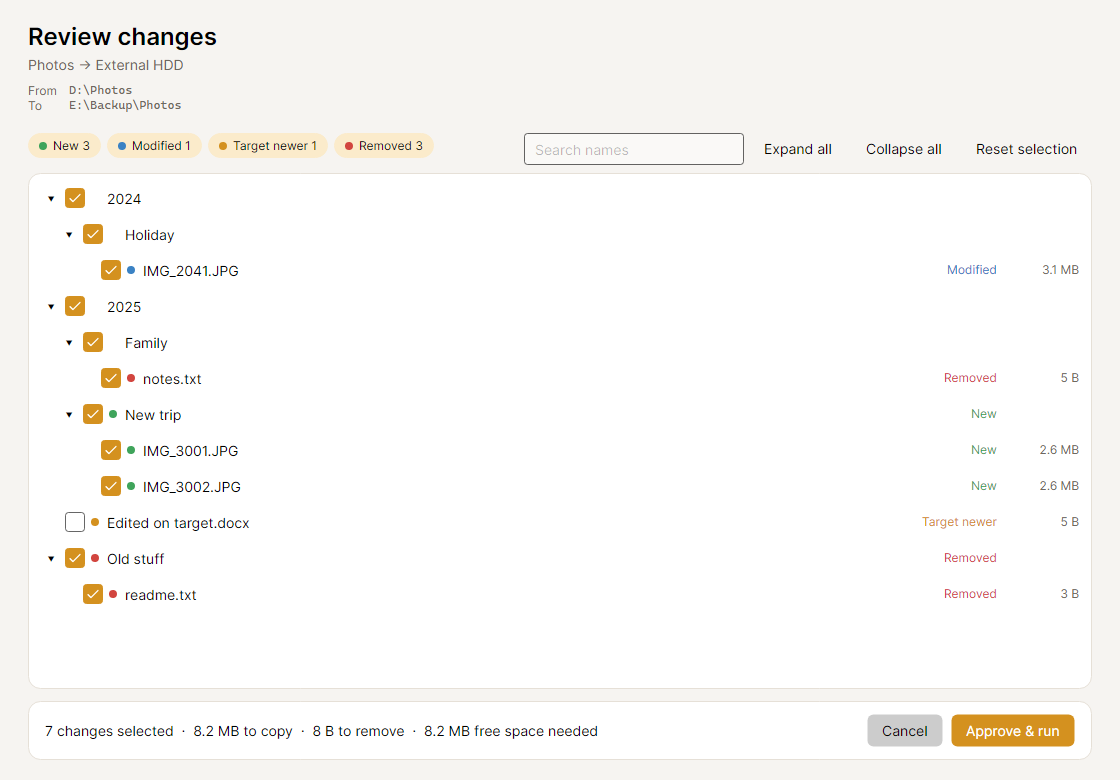 Review changes
Photos → External HDD
From D:\Photos
To E:\Backup\Photos
New 3 Modified 1 Target newer 1 Removed 3 Search names Expand all Collapse all Reset selection
2024
Holiday
IMG_2041.JPG Modified 3.1 MB
2025
Family
notes.txt Removed 5 B
New trip New
IMG_3001.JPG New 2.6 MB
IMG_3002.JPG New 2.6 MB
Edited on target.docx Target newer 5 B
Old stuff Removed
readme.txt Removed 3 B
7 changes selected · 8.2 MB to copy · 8 B to remove · 8.2 MB free space needed Cancel Approve & run